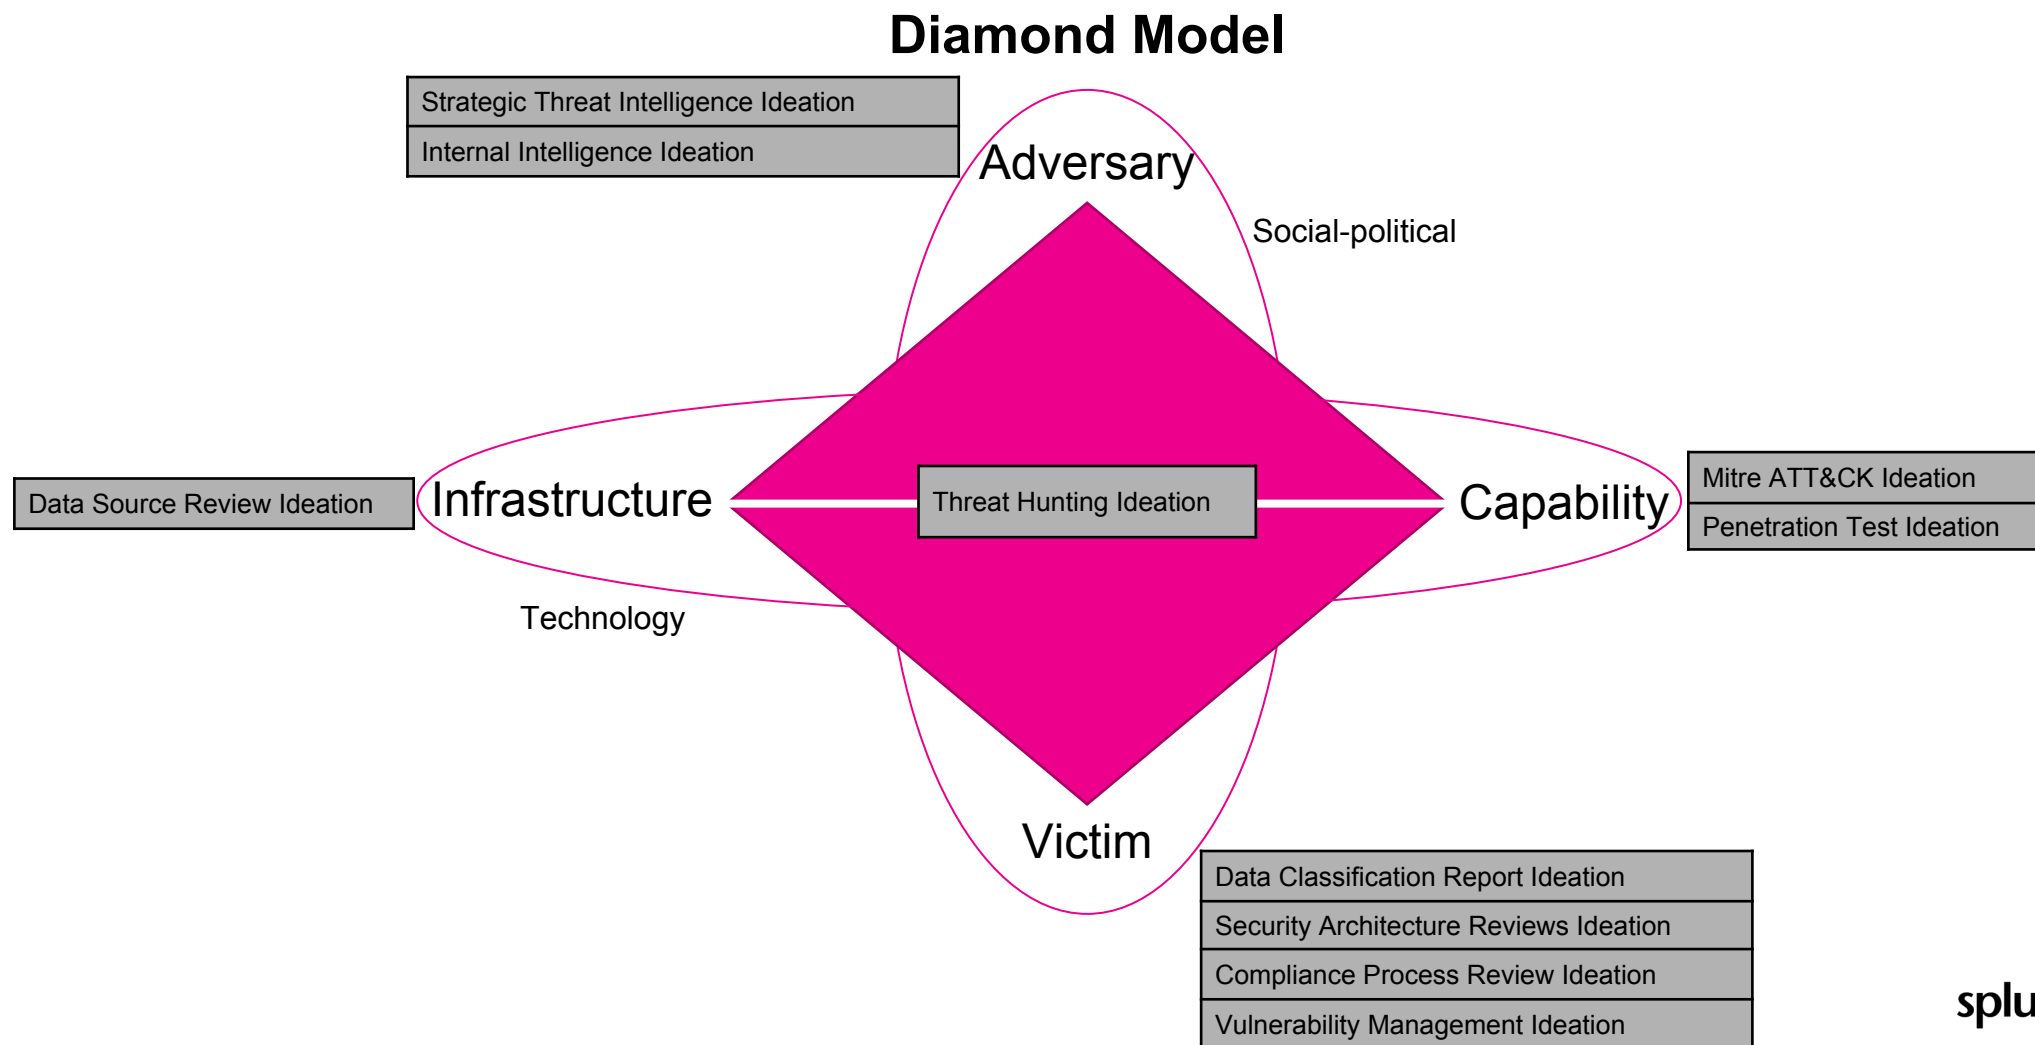 Diamond Model
Strategic Threat Intelligence Ideation
Internal Intelligence Ideation
Adversary
Social-political
Data Source Review Ideation
Infrastructure
Threat Hunting Ideation
Capability
Mitre ATT&CK Ideation
Penetration Test Ideation
Technology
Victim
Data Classification Report Ideation
Security Architecture Reviews Ideation
Compliance Process Review Ideation
Vulnerability Management Ideation
splu